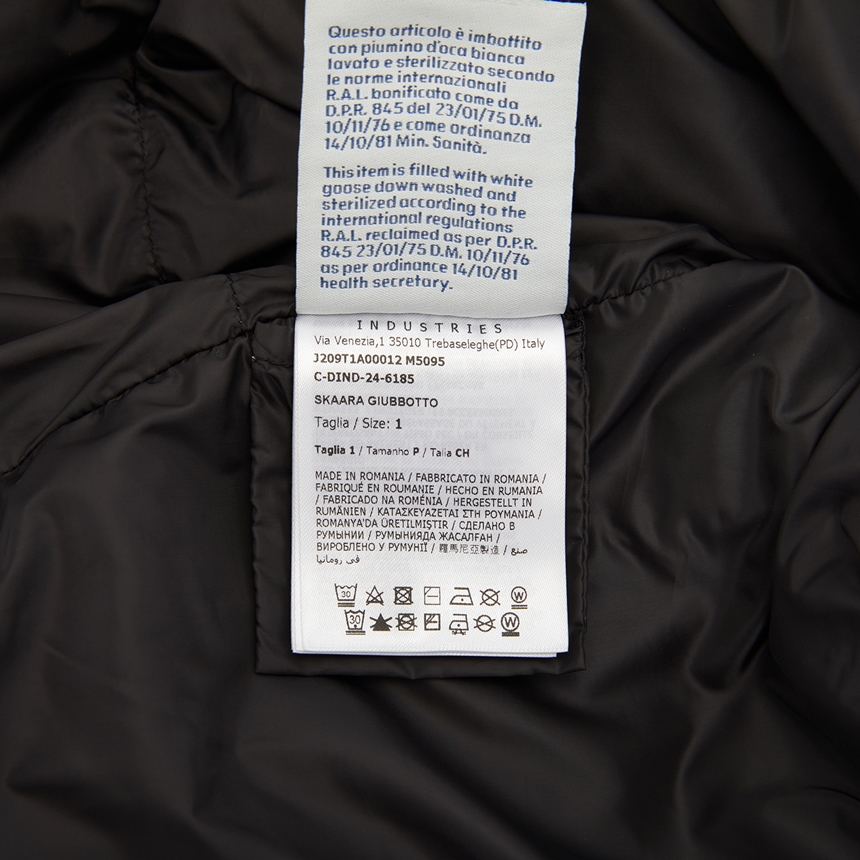 Questo articolo è imbottito
con piumino d'oca bianca
lavato e sterilizzato secondo
le norme internazionali
R.A.L. bonificato come da
D.P.R. 845 del 23/01/75 D.M.
10/11/76 e come ordinanza
14/10/81 Min. Sanità.
This item is filled with white
goose down washed and
sterilized according to the
international regulations
R.A.L. reclaimed as per D.P.R.
845 23/01/75 D.M. 10/11/76
as per ordinance 14/10/81
health secretary.
INDUSTRIES
Via Venezia,1 35010 Trebaseleghe(PD) Italy
J209T1A00012 M5095
C-DIND-24-6185
SKAARA GIUBBOTTO
Taglia / Size: 1
Taglia 1 / Tamanho P / Talla CH
MADE IN ROMANIA / FABBRICATO IN ROMANIA /
FABRIQUÉ EN ROUMANIE / HECHO EN RUMANIA
/ FABRICADO NA ROMÉNIA / HERGESTELLT IN
RUMÄNIEN / ΚΑΤΑΣΚΕΥΑΖΕΤΑΙ ΣΤΗ ΡΟΥΜΑΝΙΑ /
ROMANYA'DA ÜRETILMIŞTIR / СДЕЛАНО В
РУМЫНИИ / РУМЫНИЯДА ЖАСАЛҒАН /
ВИРОБЛЕНО У РУМУНІЇ / 羅馬尼亞製造 / صنع
في رومانيا
30 W
30 W